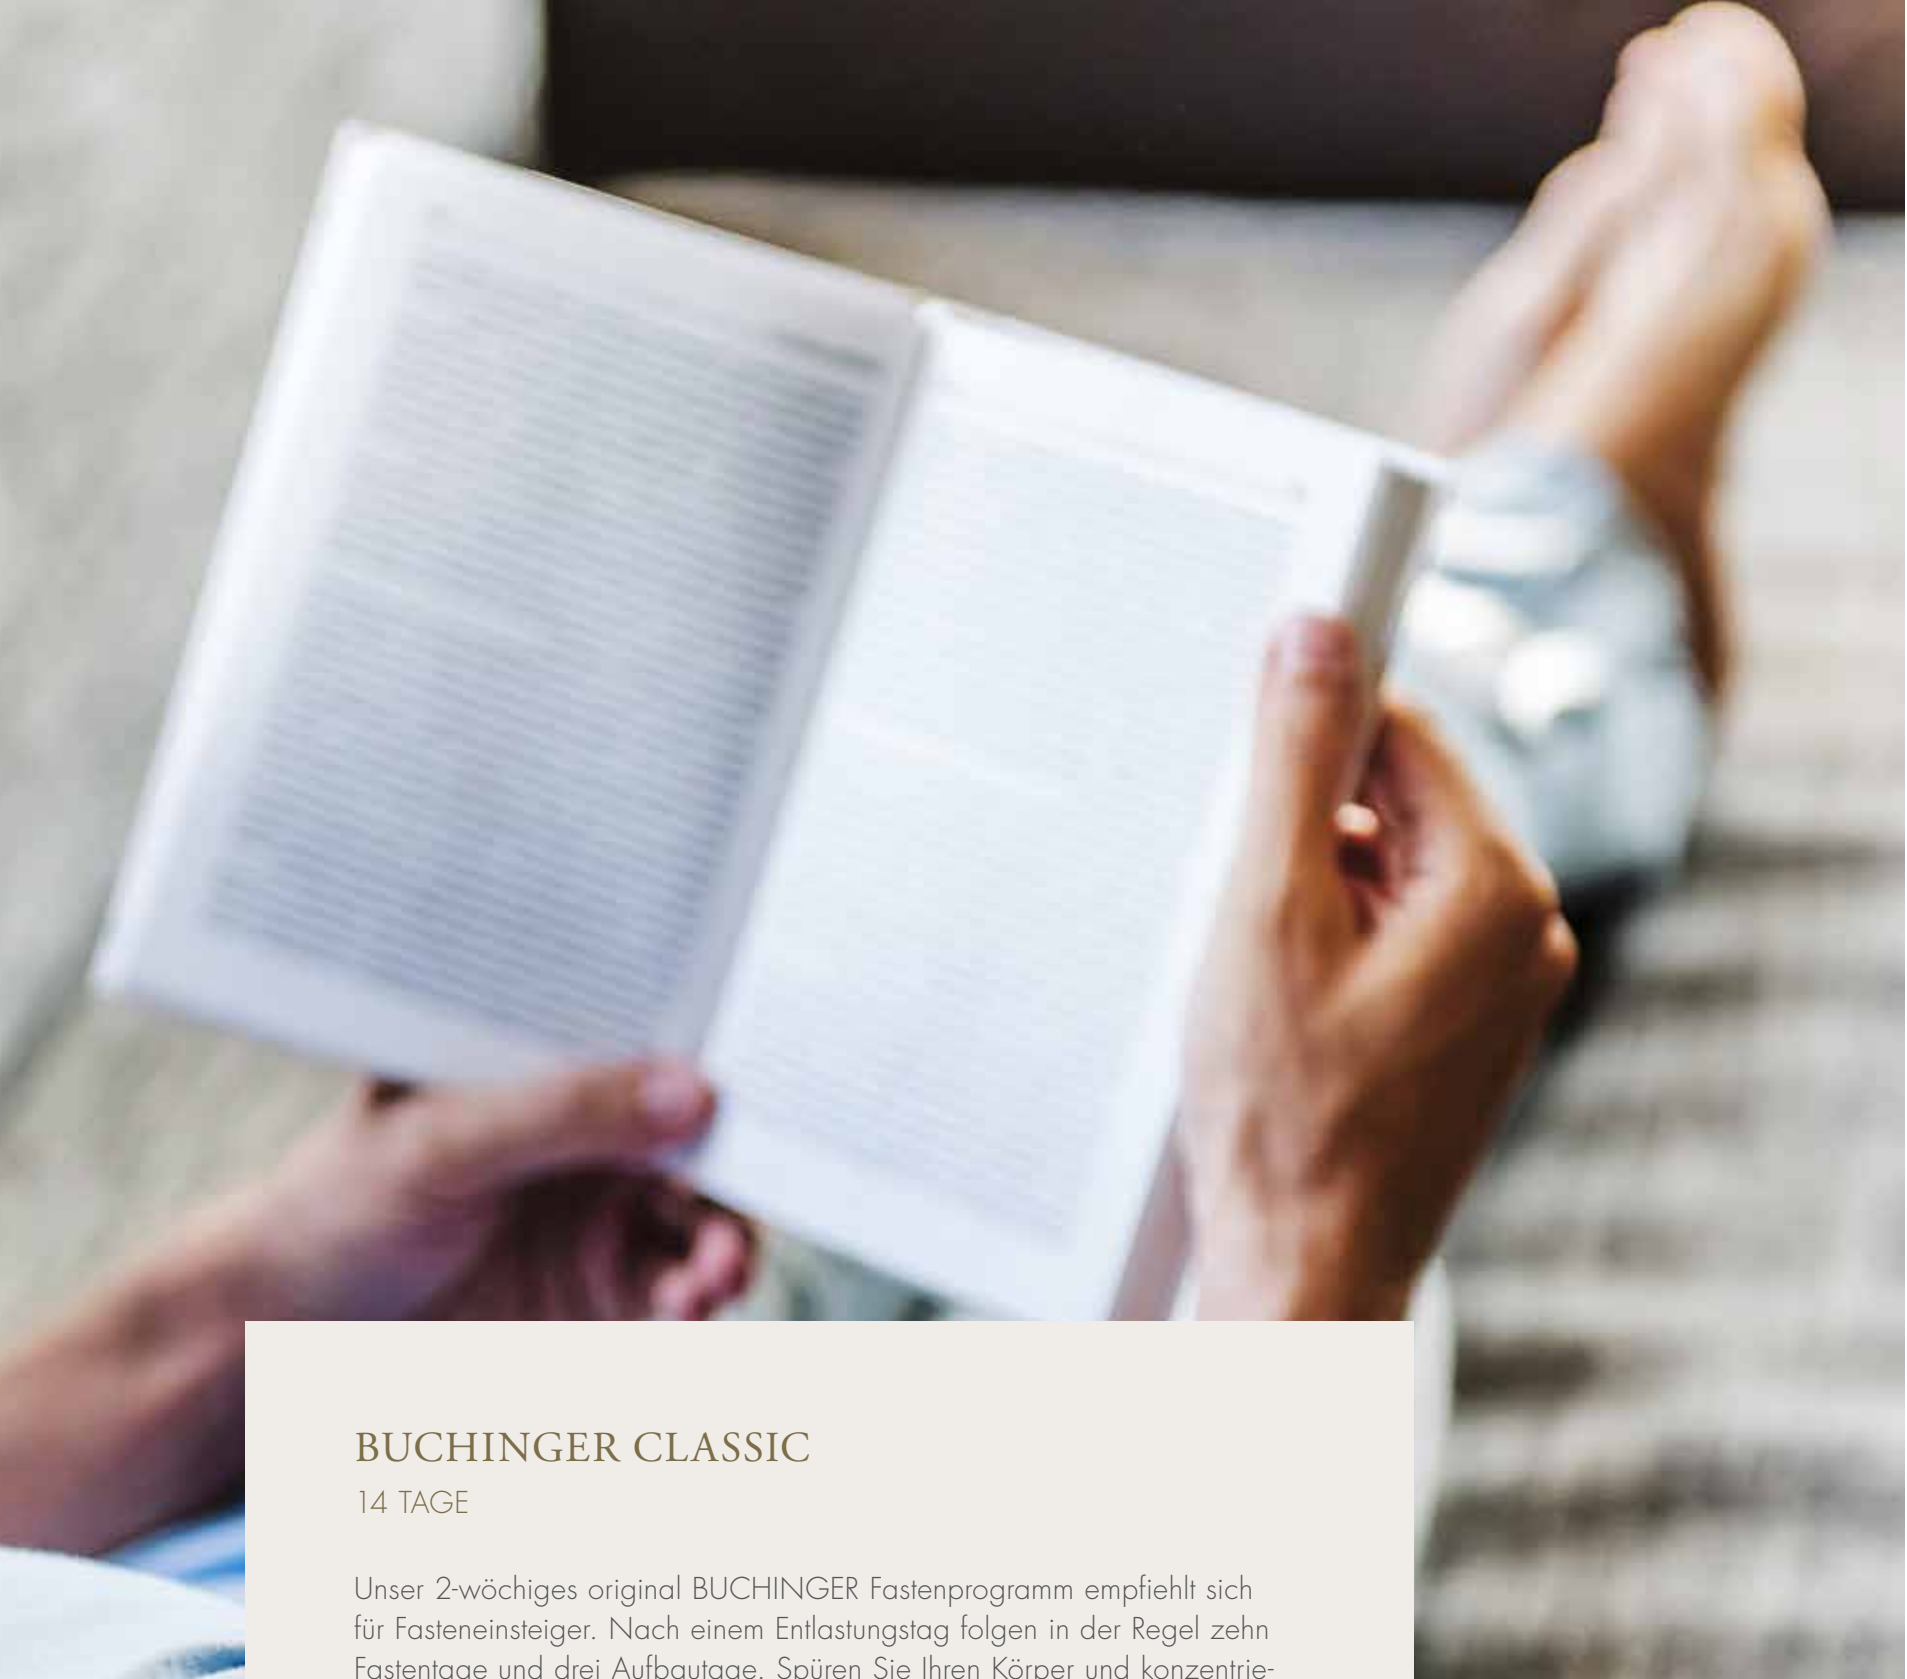 BUCHINGER CLASSIC
14 TAGE
Unser 2-wöchiges original BUCHINGER Fastenprogramm empfiehlt sich
für Fasteneinsteiger. Nach einem Entlastungstag folgen in der Regel zehn
Fastentage und drei Aufbautage. Spüren Sie Ihren Körper und konzentrie-